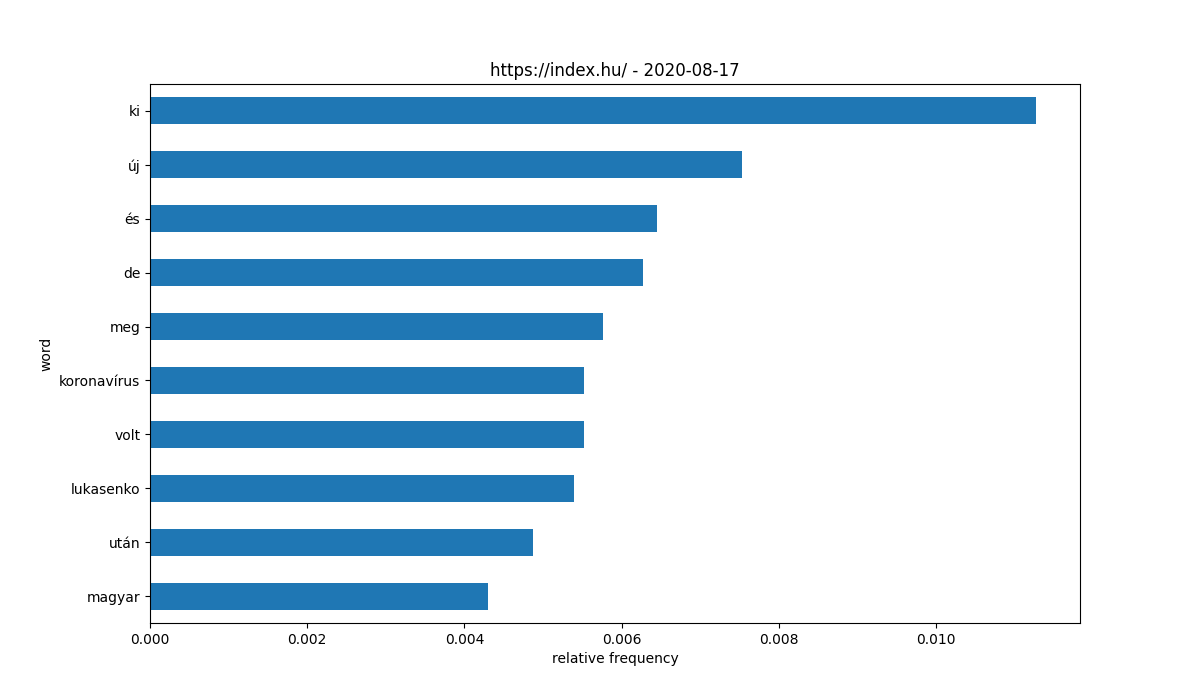 https://index.hu/ - 2020-08-17
ki
új
és
de
meg
koronavírus
volt
lukasenko
után
magyar
word
0.000 0.002 0.004 0.006 0.008 0.010
relative frequency